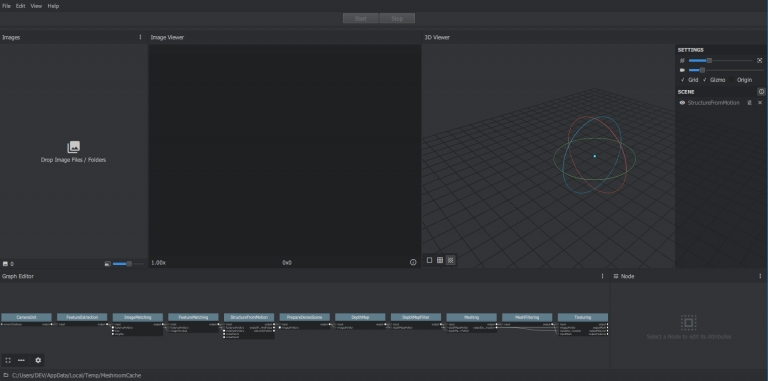 File Edit View Help
Start Stop
Images
Image Viewer
3D Viewer
SETTINGS
Grid Gizmo Origin
SCENE
StructureFromMotion
Drop Image Files / Folders
0
1.00x
0x0
Graph Editor
Node
CameraInit
FeatureExtraction
ImageMatching
FeatureMatching
StructureFromMotion
PrepareDenseScene
DepthMap
DepthMapFilter
Meshing
MeshFiltering
Texturing
Select a Node to edit its Attributes
C:/Users/DEV/AppData/Local/Temp/MeshroomCache